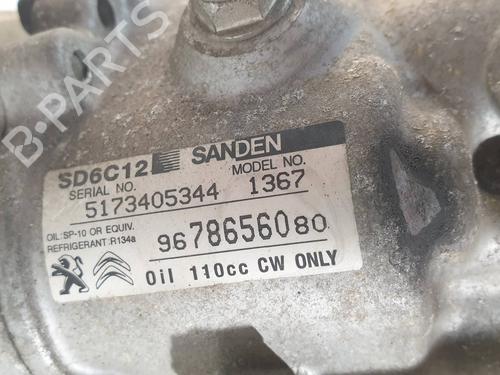 B-PARTS
SD6C12 SANDEN
SERIAL NO. MODEL NO.
5173405344 1367
OIL:SP-10 OR EQUIV.
REFRIGERANT:R134a
9678656080
Oil 110cc CW ONLY